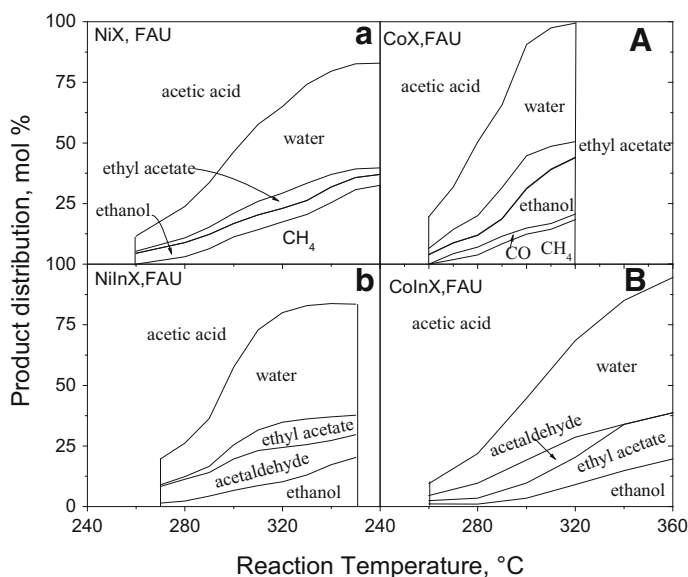 100
75
50
25
100
75
50
25
0
Product distribution, mol %
NiX, FAU
a
acetic acid
water
ethyl acetate
ethanol
CH4
CoX,FAU
A
acetic acid
water
ethyl acetate
ethanol
CO
CH4
NiInX,FAU
b
acetic acid
water
ethyl acetate
acetaldehyde
ethanol
CoInX,FAU
B
acetic acid
water
acetaldehyde
ethyl acetate
ethanol
240 280 320 240 280 320 360
Reaction Temperature, °C